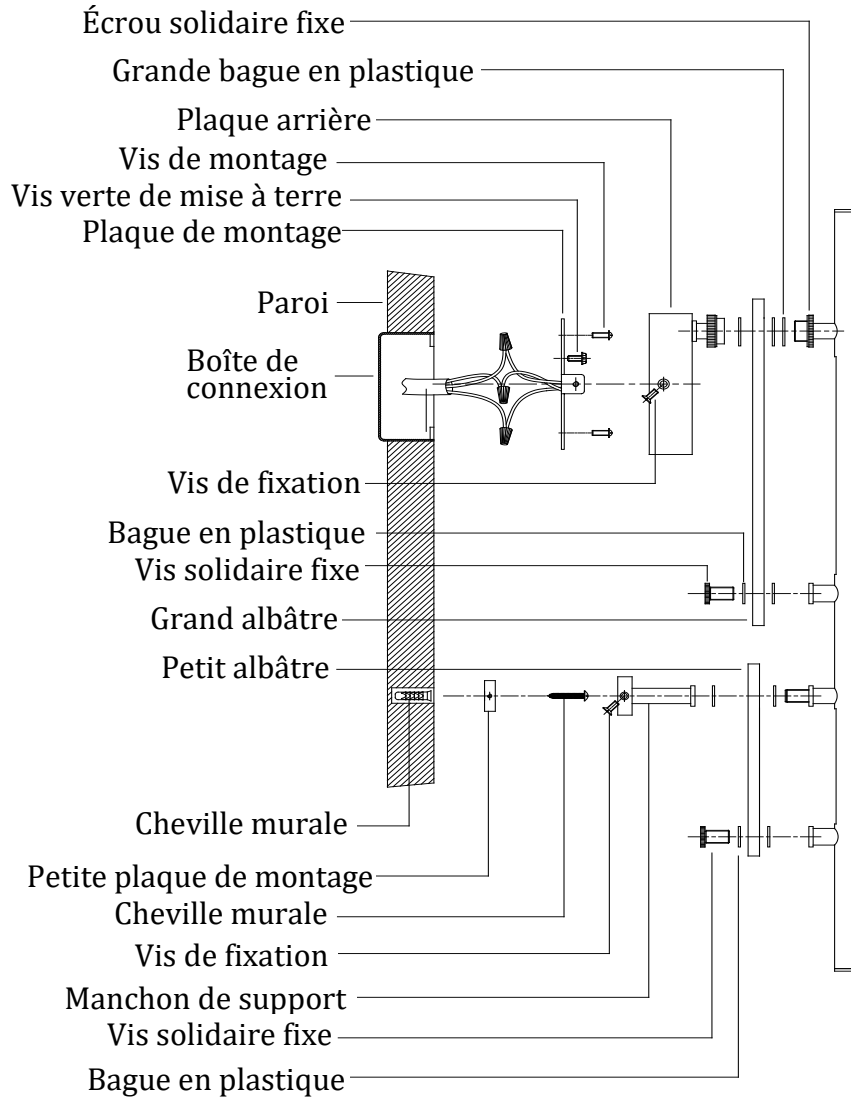 Écrou solidaire fixe
Grande bague en plastique
Plaque arrière
Vis de montage
Vis verte de mise à terre
Plaque de montage
Paroi
Boîte de
connexion
Vis de fixation
Bague en plastique
Vis solidaire fixe
Grand albâtre
Petit albâtre
Cheville murale
Petite plaque de montage
Cheville murale
Vis de fixation
Manchon de support
Vis solidaire fixe
Bague en plastique